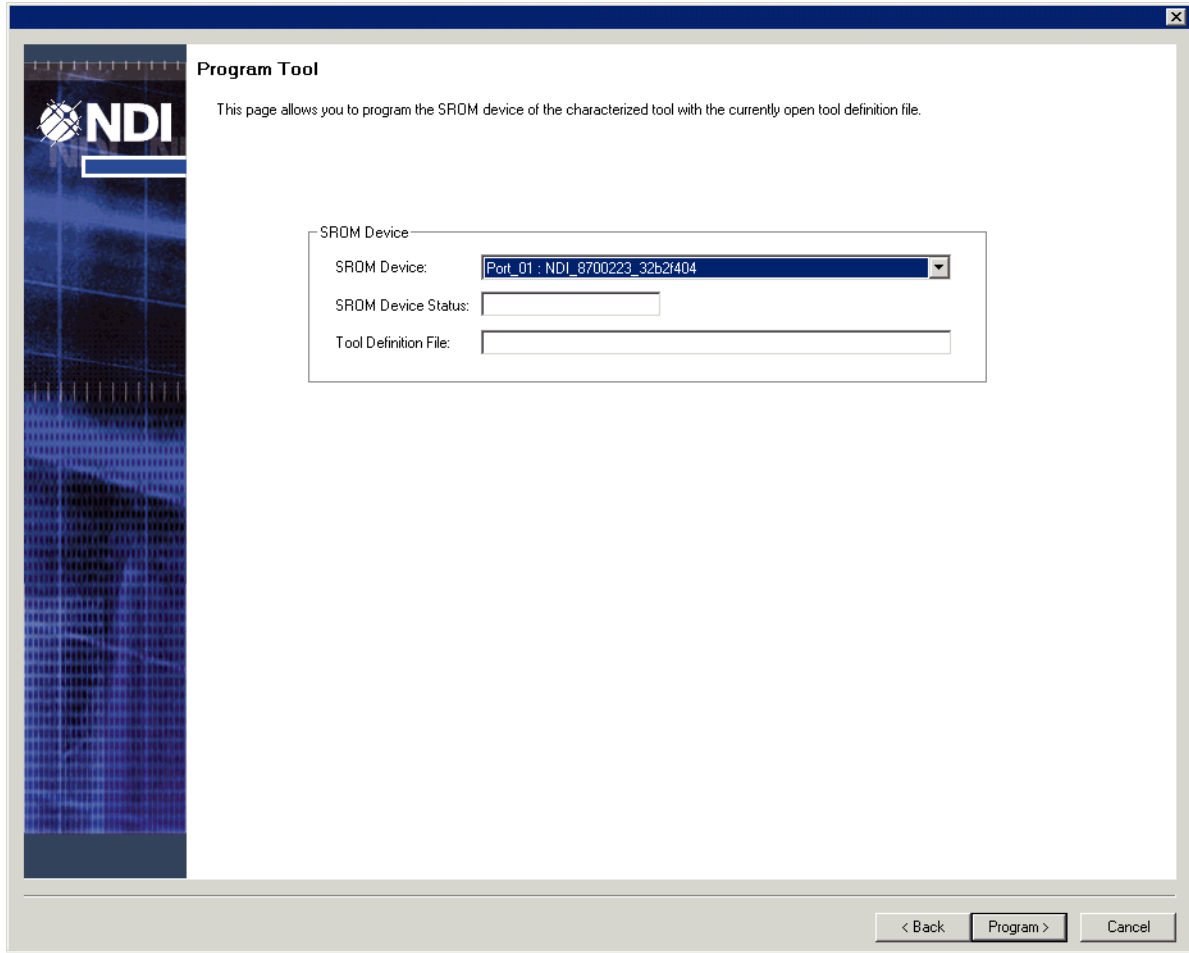 Program Tool
NDI
This page allows you to program the SROM device of the characterized tool with the currently open tool definition file.
SROM Device
SROM Device: Port_01 : NDI_8700223_32b2f404
SROM Device Status:
Tool Definition File:
< Back Program > Cancel